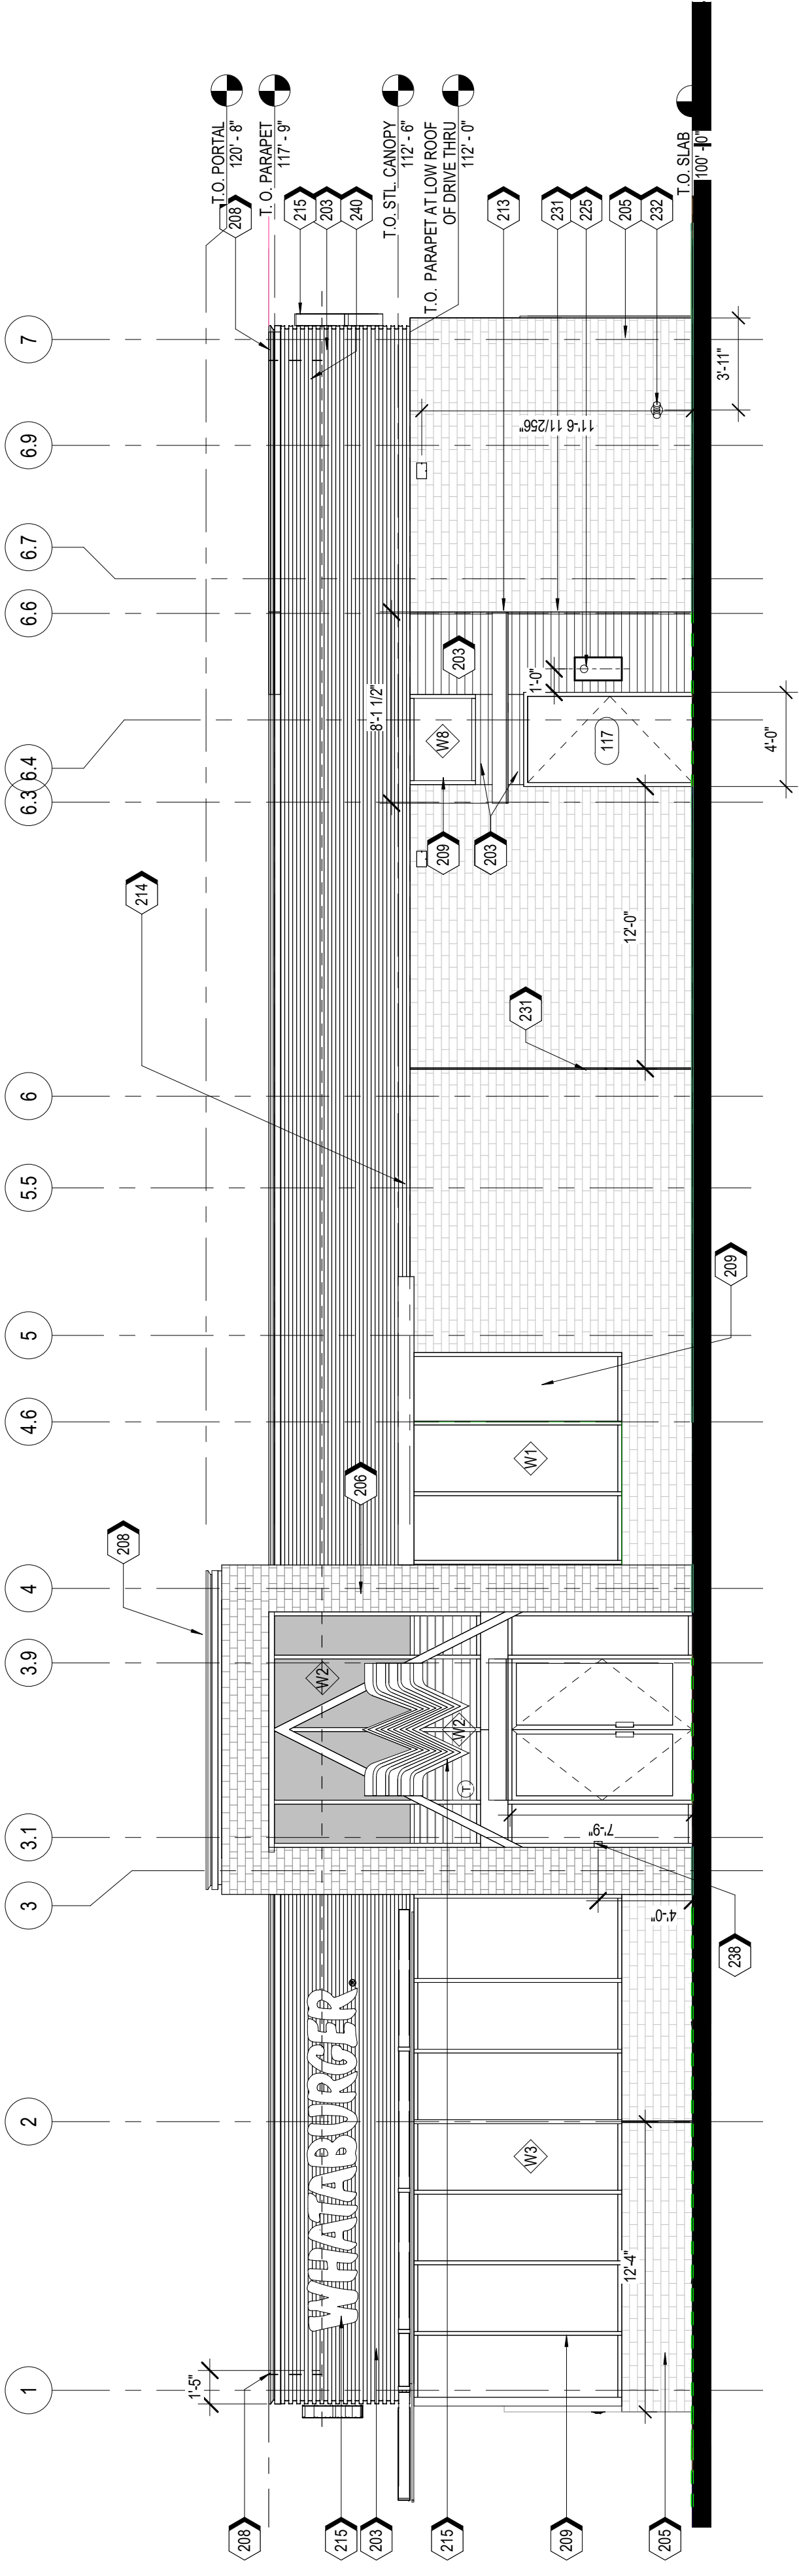 1
2
3
3.1
3.9
4
4.6
5
5.5
6
6.3
6.4
6.6
6.7
6.9
7
T.O. PORTAL
120' - 8"
T.O. PARAPET
117' - 9"
T.O. STL. CANOPY
112' - 6"
T.O. PARAPET AT LOW ROOF
OF DRIVE THRU
112' - 0"
T.O. SLAB
100' - 0"
208
215
203
240
213
231
225
205
232
208
215
203
215
209
205
1'-5"
208
206
214
WHATABURGER®
W2
W2
T
W3
W1
209
231
209
203
203
W8
117
8'-1 1/2"
1'-0"
4'-0"
12'-0"
11'-6 11/256"
3'-11"
7'-9"
4'-0"
238
12'-4"